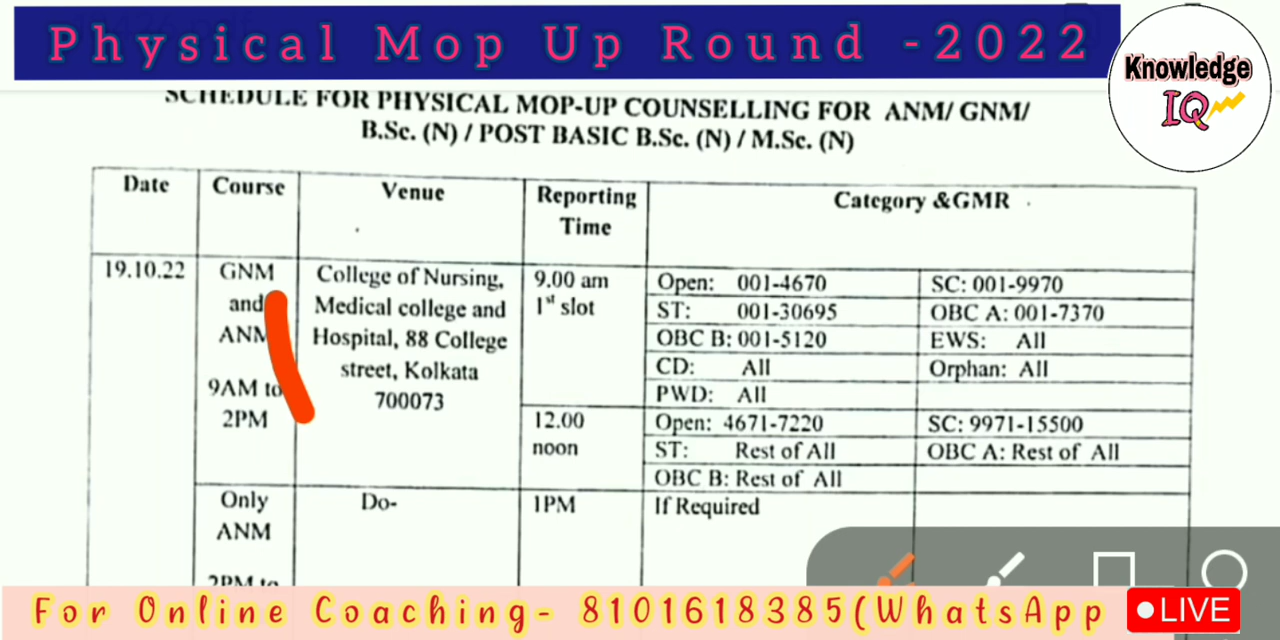 Physical Mop Up Round -2022
Knowledge
IQ
SCHEDULE FOR PHYSICAL MOP-UP COUNSELLING FOR ANM/ GNM/
B.Sc. (N) / POST BASIC B.Sc. (N) / M.Sc. (N)
Date Course Venue Reporting Time Category &GMR
19.10.22
GNM
and
ANM
9AM to
2PM
College of Nursing,
Medical college and
Hospital, 88 College
street, Kolkata
700073
9.00 am
1st slot
Open: 001-4670 SC: 001-9970
ST: 001-30695 OBC A: 001-7370
OBC B: 001-5120 EWS: All
CD: All Orphan: All
PWD: All
12.00
noon
Open: 4671-7220 SC: 9971-15500
ST: Rest of All OBC A: Rest of All
OBC B: Rest of All
Only
ANM
2PM to
Do-
1PM
If Required
For Online Coaching- 8101618385(WhatsApp
LIVE